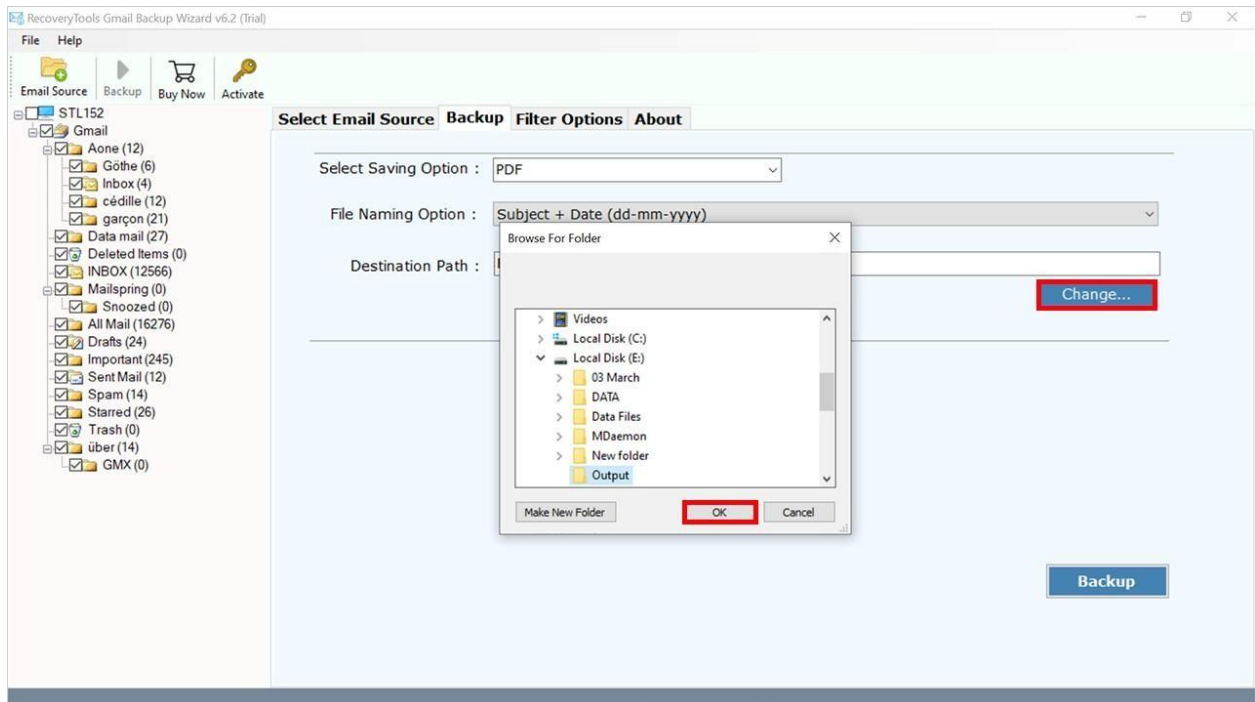 RecoveryTools Gmail Backup Wizard v6.2 (Trial)
File Help
Email Source Backup Buy Now Activate
STL152
Gmail
Aone (12)
Göthe (6)
Inbox (4)
cédille (12)
garçon (21)
Data mail (27)
Deleted Items (0)
INBOX (12566)
Mailspring (0)
Snoozed (0)
All Mail (16276)
Drafts (24)
Important (245)
Sent Mail (12)
Spam (14)
Starred (26)
Trash (0)
über (14)
GMX (0)
Select Email Source Backup Filter Options About
Select Saving Option : PDF
File Naming Option : Subject + Date (dd-mm-yyyy)
Destination Path :
Change...
Browse For Folder
Videos
Local Disk (C:)
Local Disk (E:)
03 March
DATA
Data Files
MDaemon
New folder
Output
Make New Folder OK Cancel
Backup